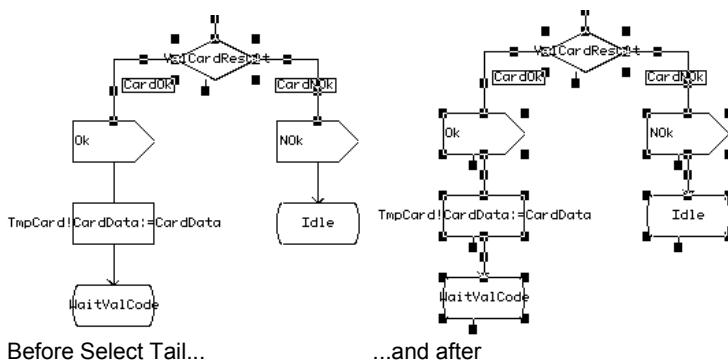 ValCardResult
ValCardResult
CardOk
CardNOk
CardOk
CardNOk
Ok
NOk
Ok
NOk
TmpCard!CardData:=CardData
Idle
TmpCard!CardData:=CardData
Idle
WaitValCode
WaitValCode
Before Select Tail...
...and after